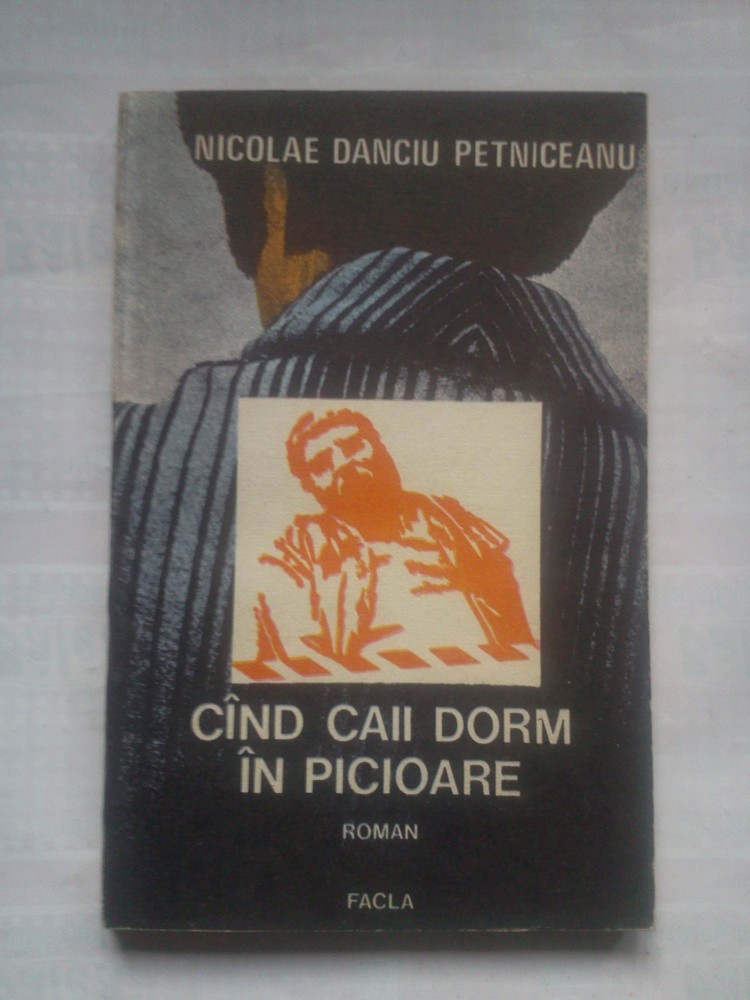 NICOLAE DANCIU PETNICEANU
CÎND CAII DORM
ÎN PICIOARE
ROMAN
FACLA